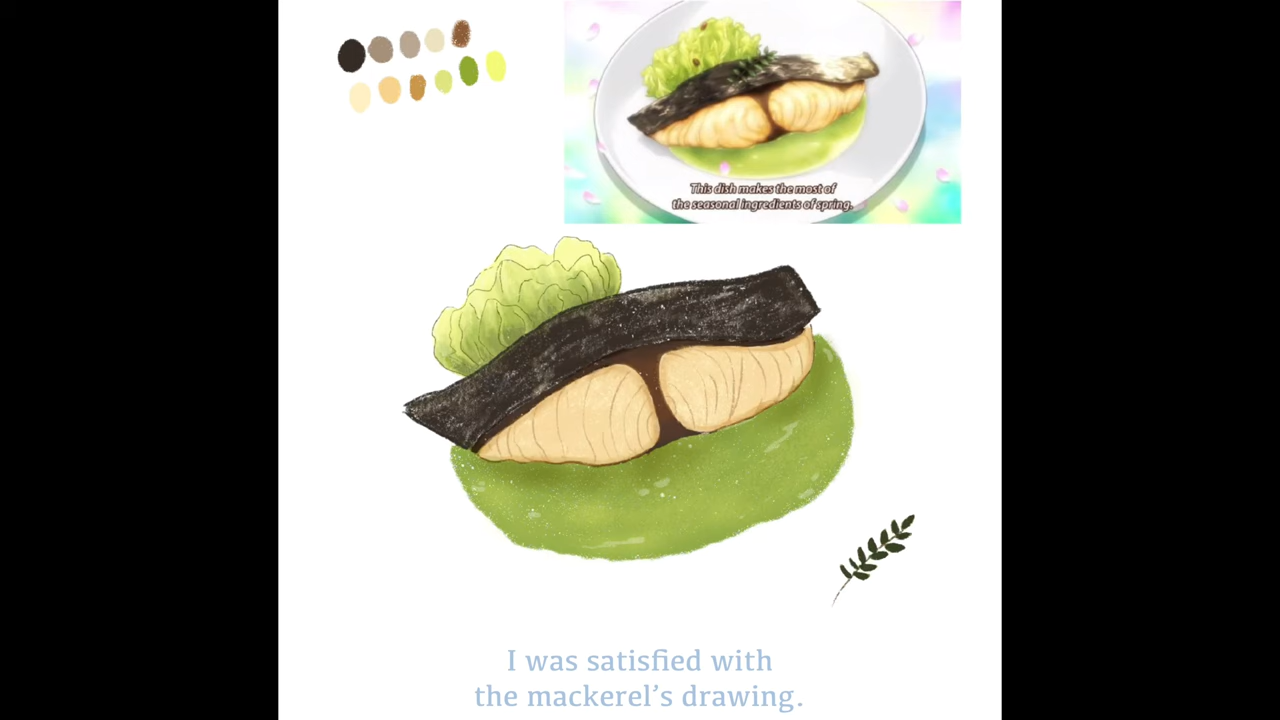 This dish makes the most of
the seasonal ingredients of spring.
I was satisfied with
the mackerel’s drawing.